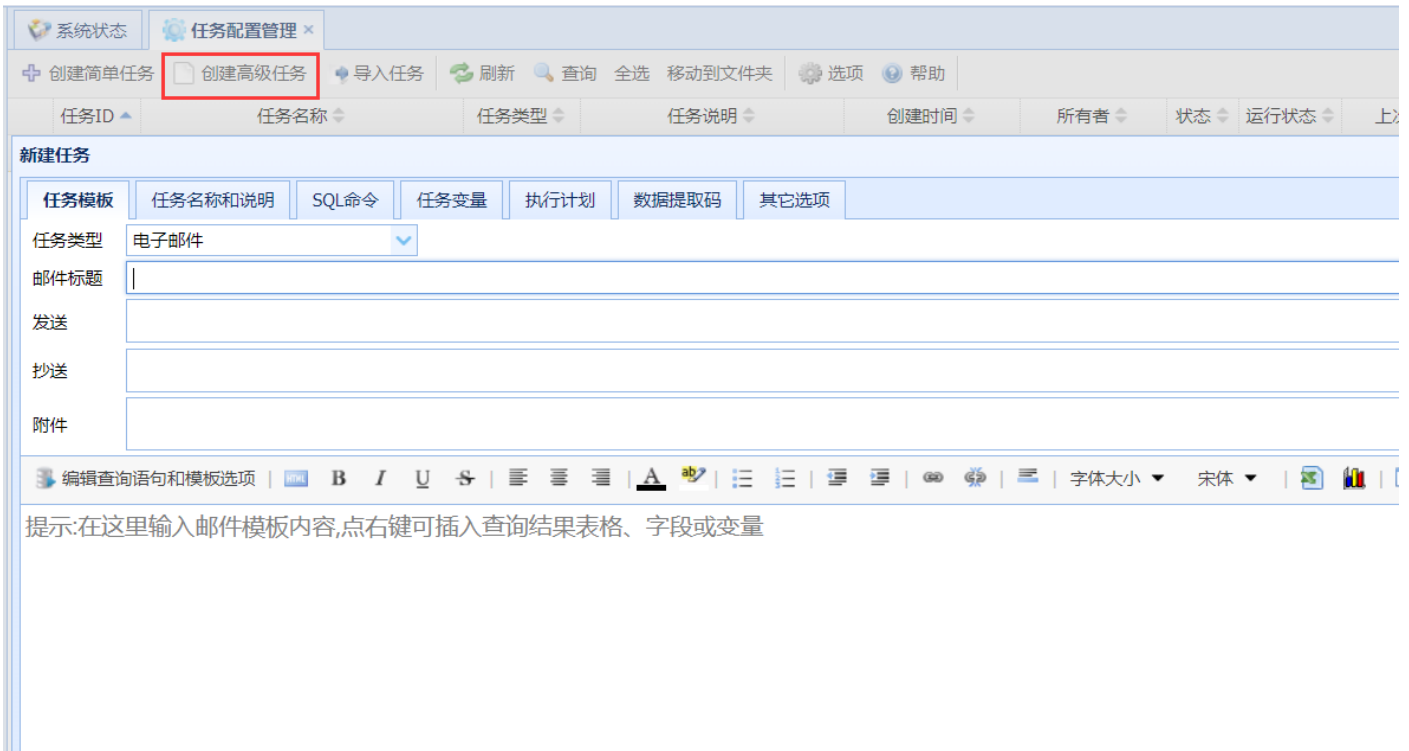 系统状态 任务配置管理 ×
创建简单任务 创建高级任务 导入任务 刷新 查询 全选 移动到文件夹 选项 帮助
任务ID 任务名称 任务类型 任务说明 创建时间 所有者 状态 运行状态 上次
新建任务
任务模板 任务名称和说明 SQL命令 任务变量 执行计划 数据提取码 其它选项
任务类型 电子邮件
邮件标题
发送
抄送
附件
编辑查询语句和模板选项 HTML B I U S A ab 字体大小 宋体
提示:在这里输入邮件模板内容,点右键可插入查询结果表格、字段或变量